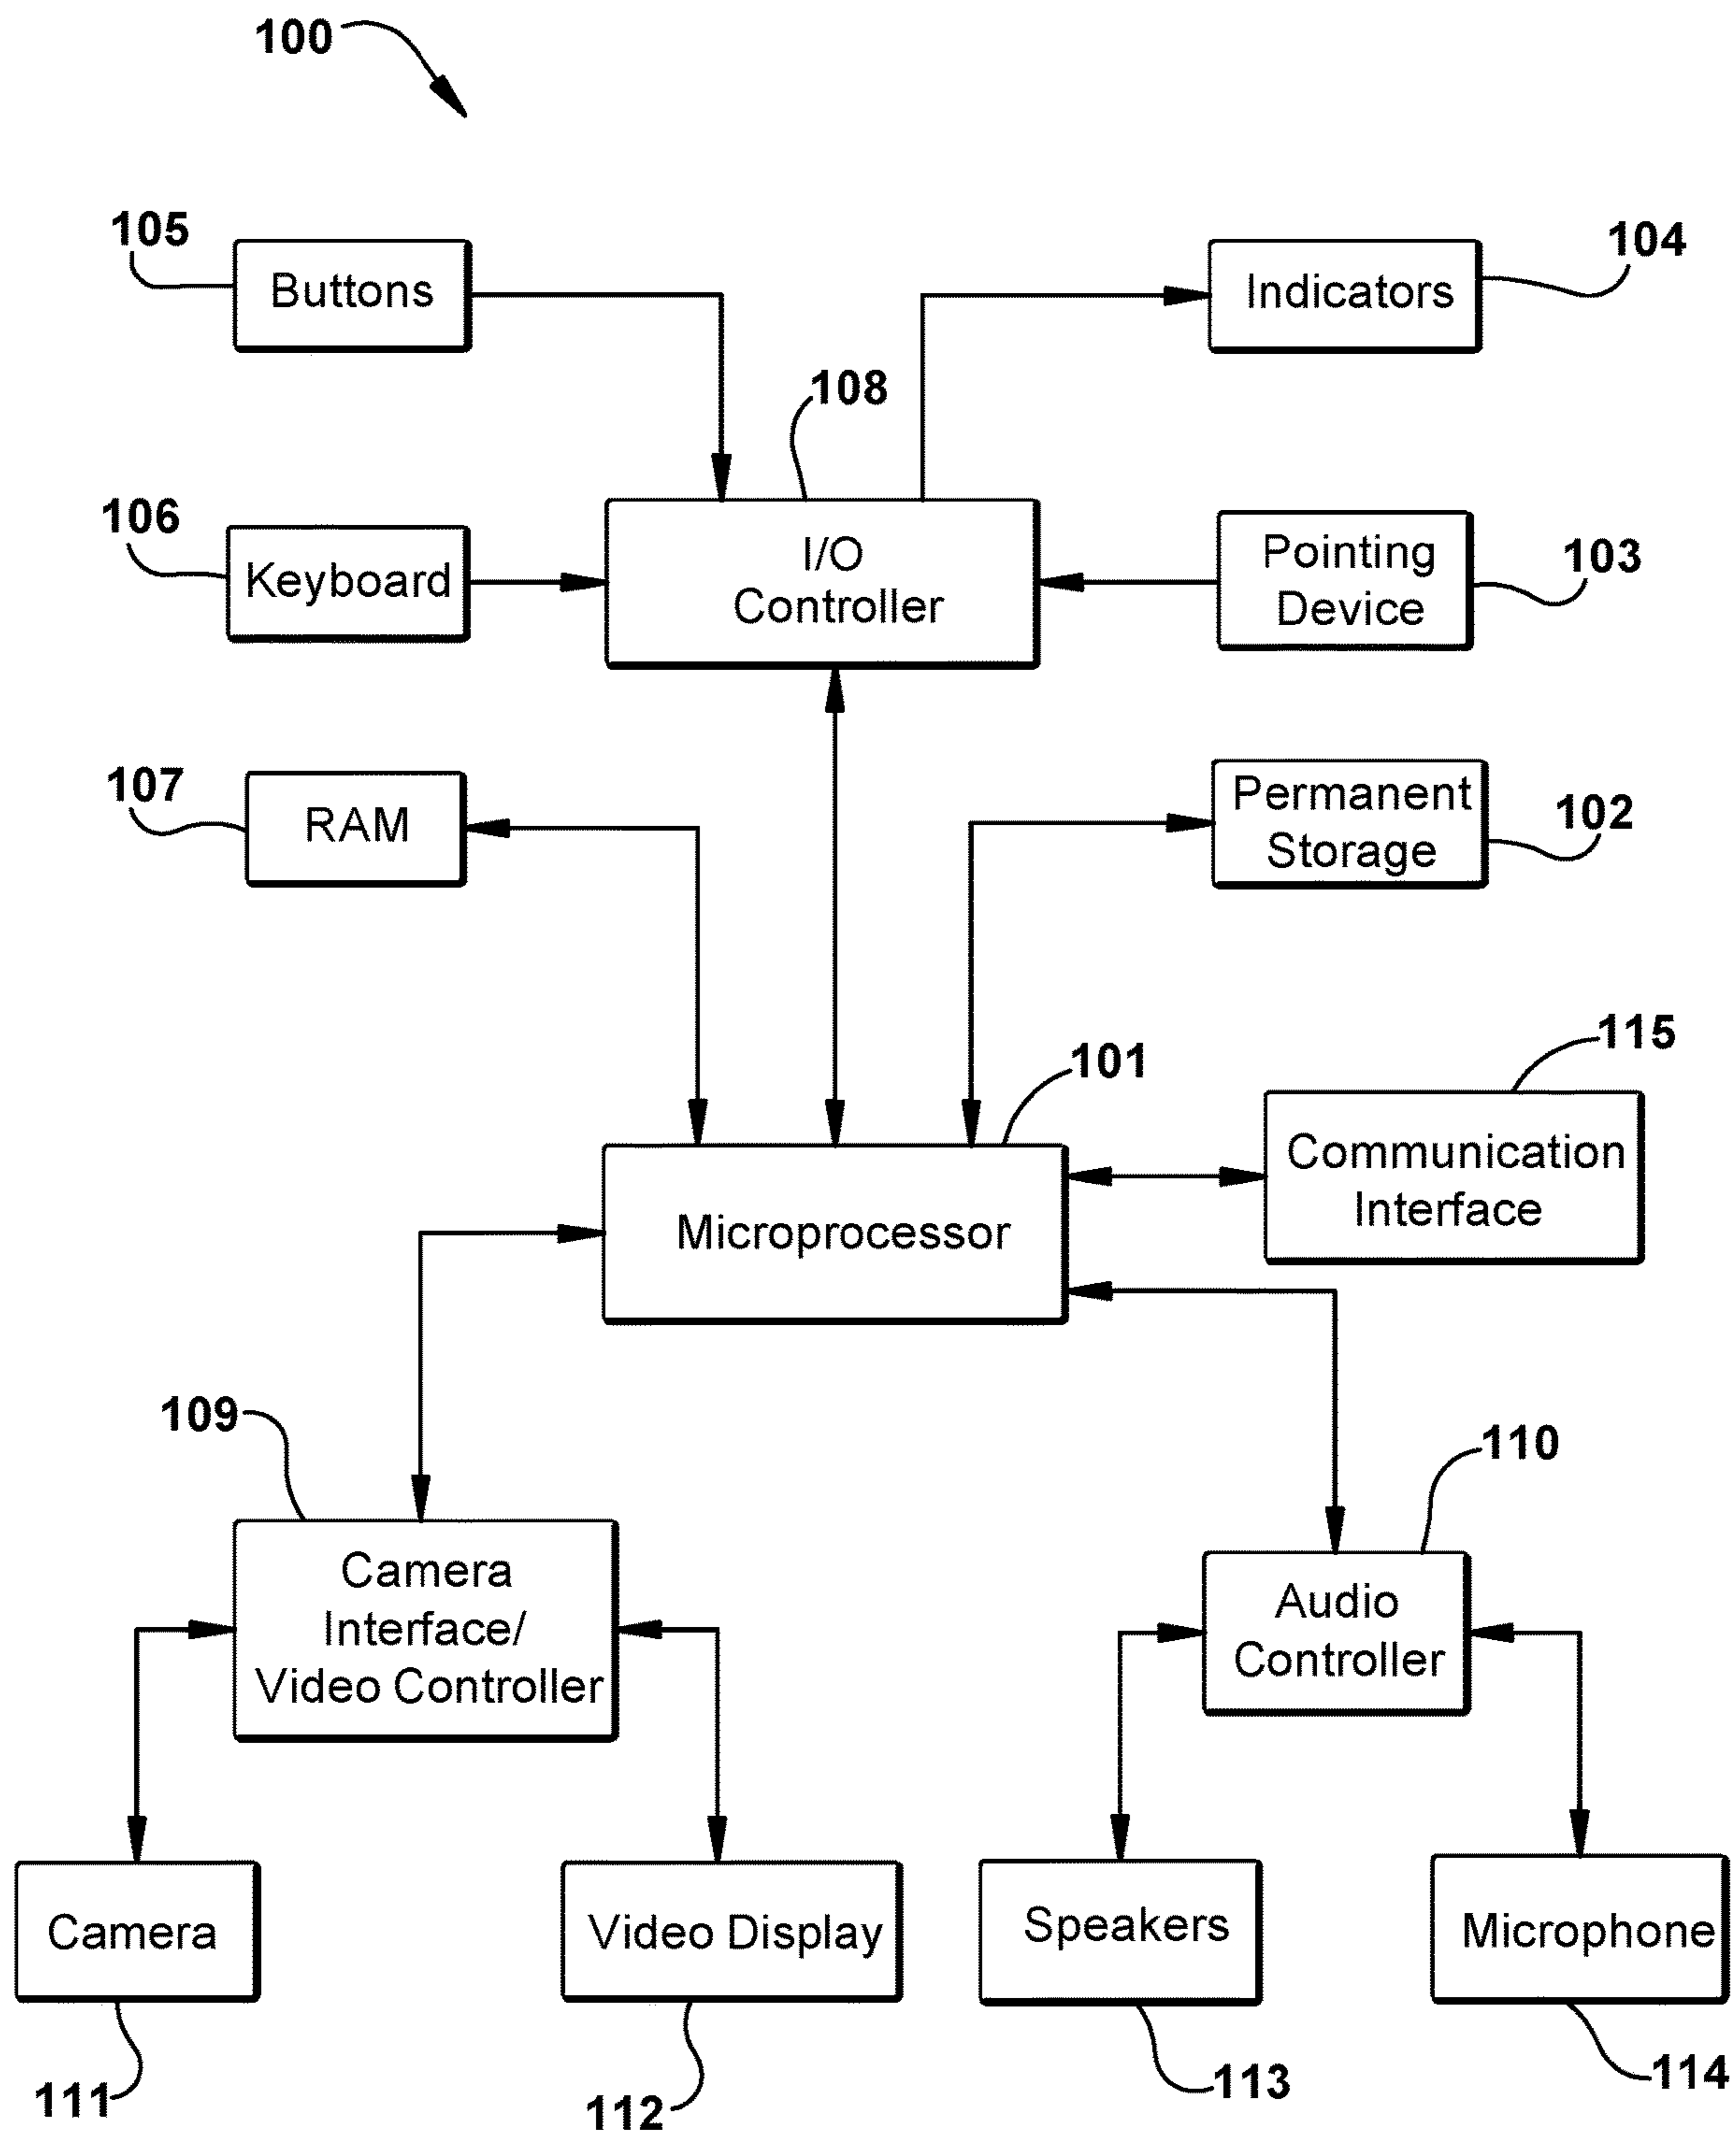 100
105
Buttons
Indicators
104
108
106
Keyboard
I/O
Controller
Pointing
Device
103
107
RAM
Permanent
Storage
102
101
115
Microprocessor
Communication
Interface
109
110
Camera
Interface/
Video Controller
Audio
Controller
Camera
Video Display
Speakers
Microphone
111
112
113
114